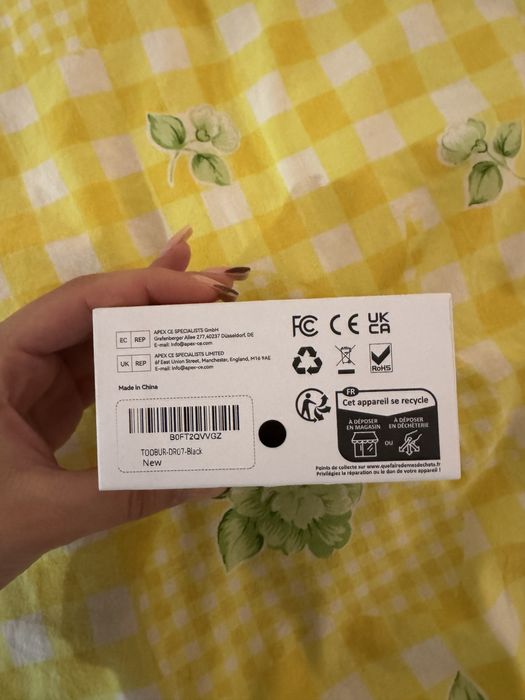 EC REP
APEX CE SPECIALISTS GmbH
Grafenberger Allee 277,40237 Düsseldorf, DE
E-mail: info@apex-ce.com
UK REP
APEX CE SPECIALISTS LIMITED
6f East Union Street, Manchester, England, M16 9AE
E-mail: info@apex-ce.com
Made in China
B0FT2QVVGZ
TOOBUR-DR07-Black
New
FC CE UK
CA
RoHS
FR
Cet appareil se recycle
À DÉPOSER
EN MAGASIN
OU
À DÉPOSER
EN DÉCHÈTERIE
Points de collecte sur www.quefairedemesdechets.fr
Privilégiez la réparation ou le don de votre appareil !